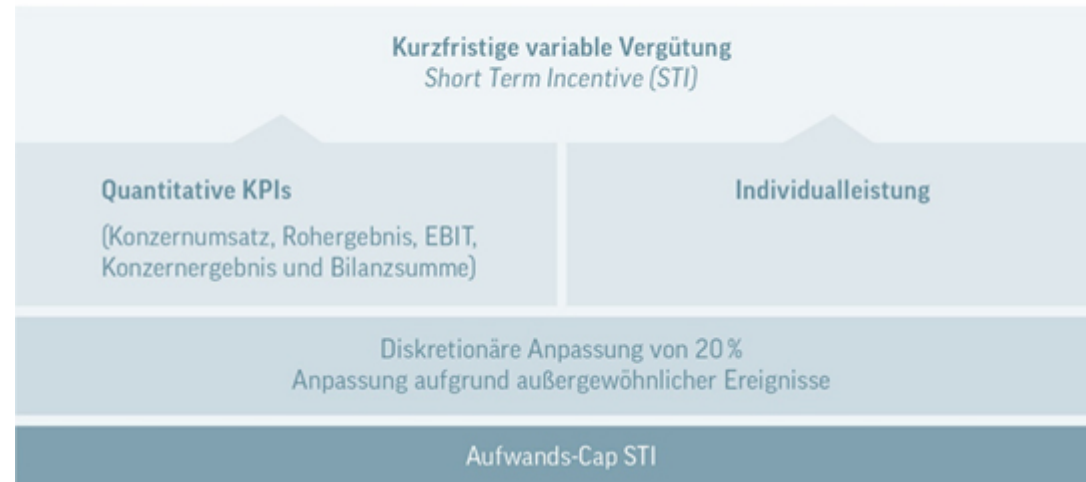 Kurzfristige variable Vergütung
Short Term Incentive (STI)
Quantitative KPIs
(Konzernumsatz, Rohergebnis, EBIT,
Konzernergebnis und Bilanzsumme)
Individualleistung
Diskretionäre Anpassung von 20 %
Anpassung aufgrund außergewöhnlicher Ereignisse
Aufwands-Cap STI